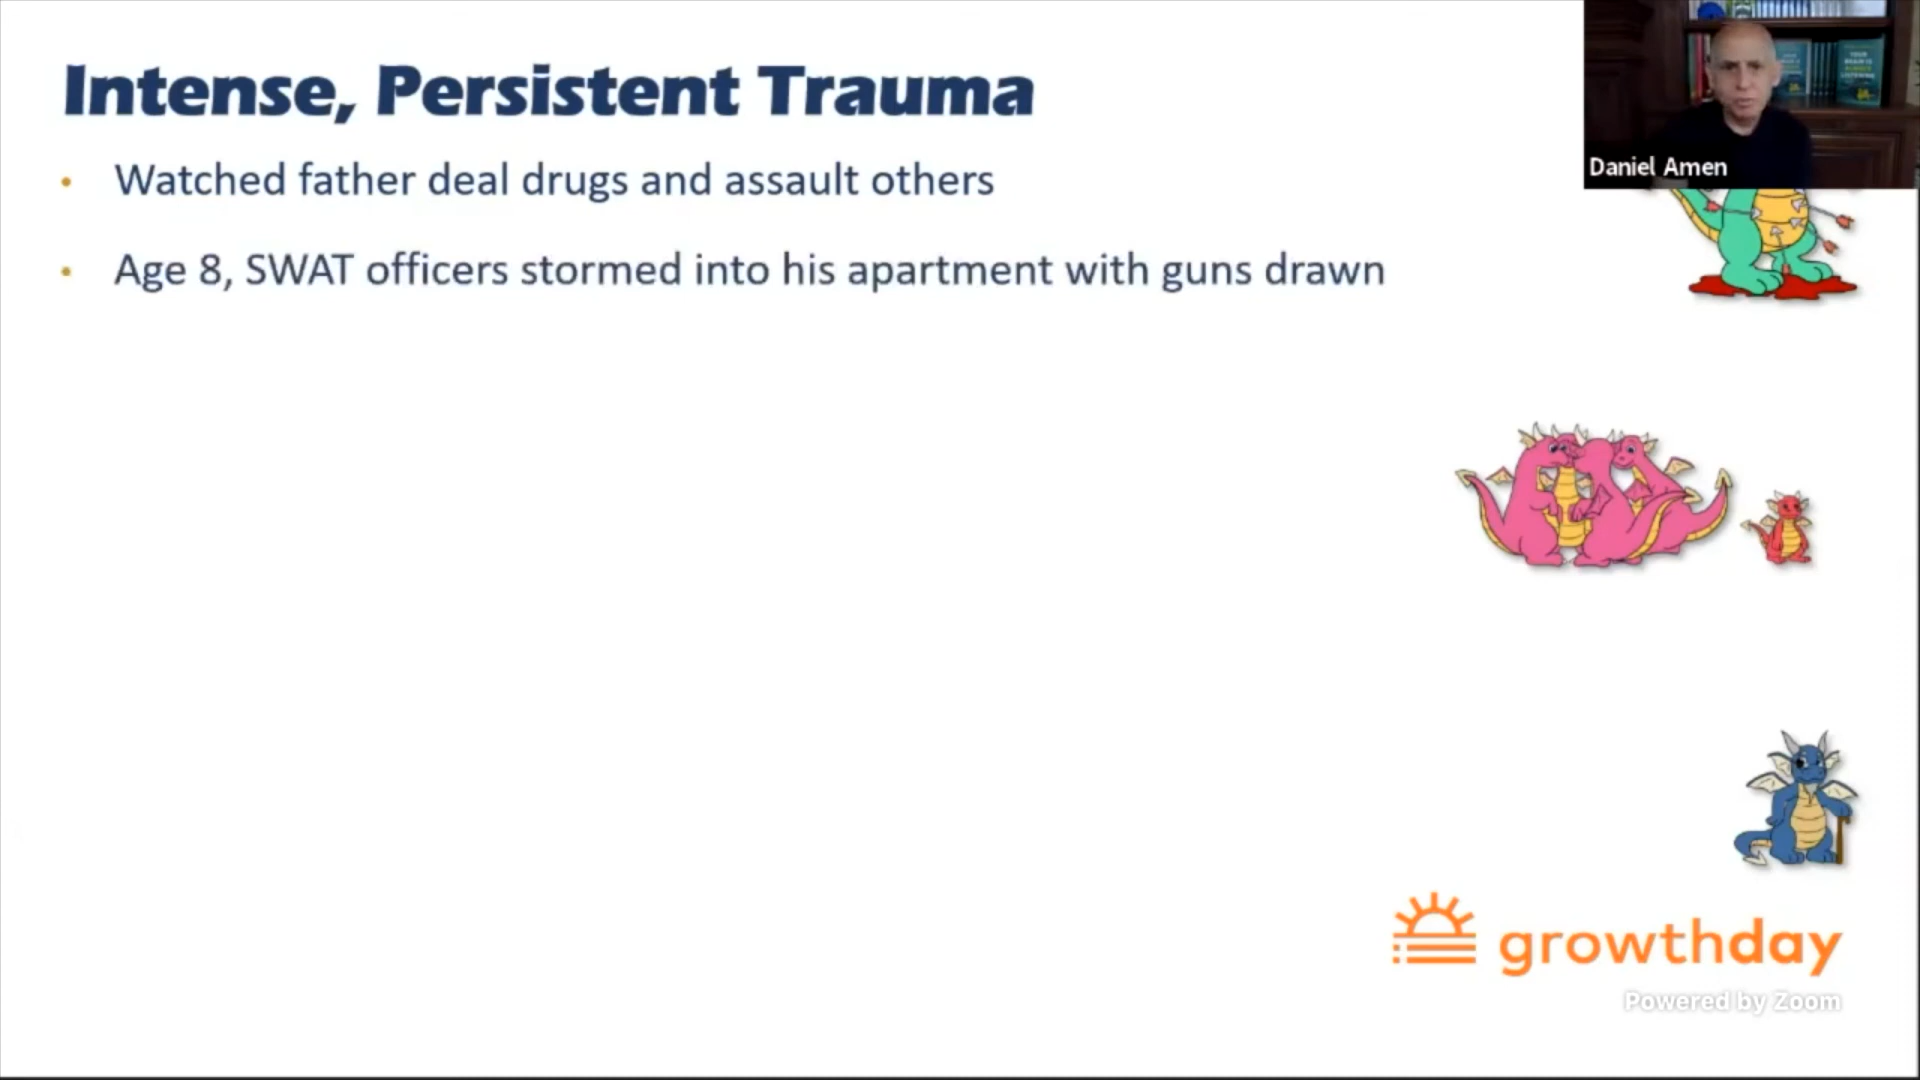 Intense, Persistent Trauma
• Watched father deal drugs and assault others
• Age 8, SWAT officers stormed into his apartment with guns drawn
Daniel Amen
growthday
Powered by Zoom